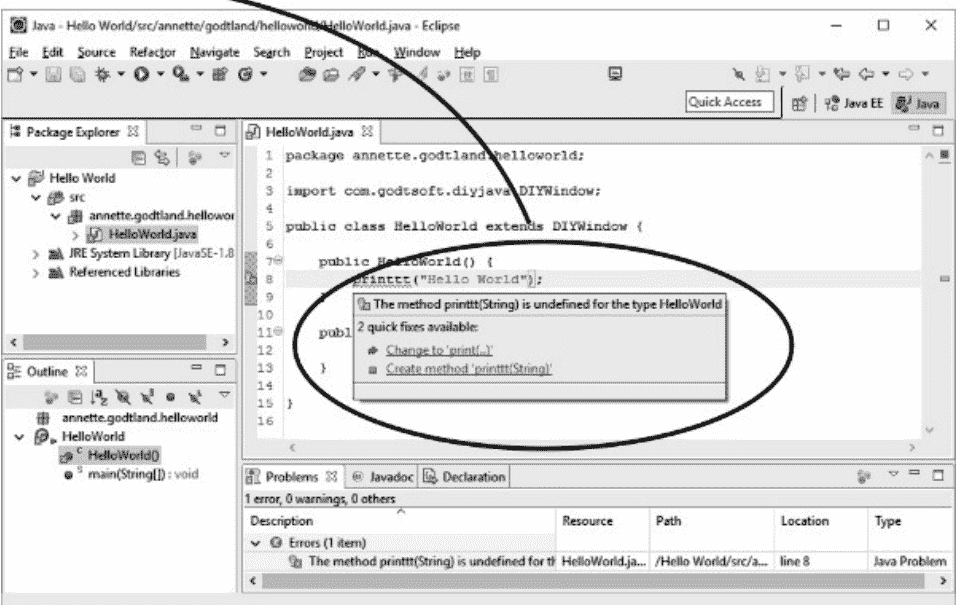 Java - Hello World/src/annette/godtland/helloworld/HelloWorld.java - Eclipse
File Edit Source Refactor Navigate Search Project Run Window Help
Quick Access
Java EE
Java
Package Explorer
Hello World
src
annette.godtland.hellowor
HelloWorld.java
JRE System Library [JavaSE-1.8
Referenced Libraries
Outline
annette.godtland.helloworld
HelloWorld
HelloWorld()
main(String[]) : void
HelloWorld.java
1 package annette.godtland.helloworld;
2
3 import com.godtsoft.diyjava.DIYWindow;
4
5 public class HelloWorld extends DIYWindow {
6
7 public HelloWorld() {
8 printtt("Hello World");
9
10
11 publ
12
13 }
14
15 }
16
The method printtt(String) is undefined for the type HelloWorld
2 quick fixes available:
Change to 'print(..)'
Create method 'printtt(String)'
Problems Javadoc Declaration
1 error, 0 warnings, 0 others
Description Resource Path Location Type
Errors (1 item)
The method printtt(String) is undefined for th HelloWorld.ja... /Hello World/src/a... line 8 Java Problem